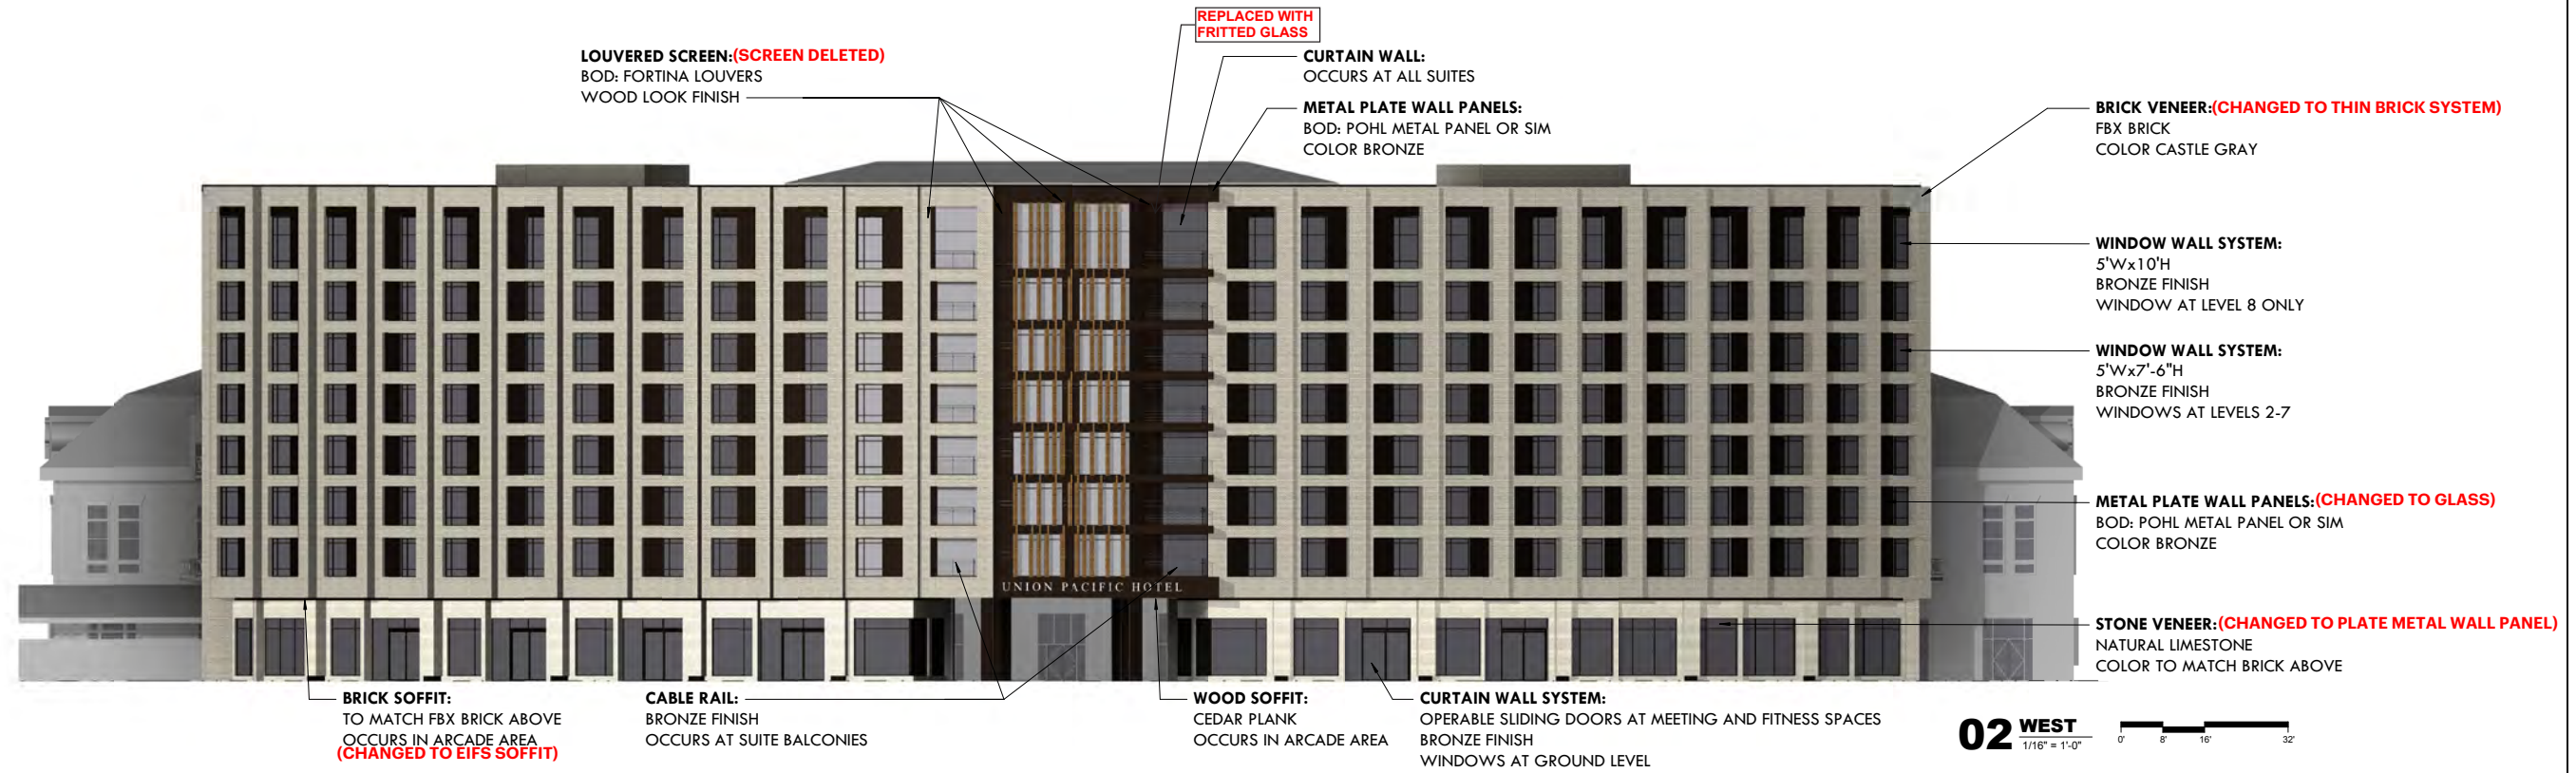 REPLACED WITH
FRITTED GLASS
LOUVERED SCREEN:(SCREEN DELETED)
BOD: FORTINA LOUVERS
WOOD LOOK FINISH
CURTAIN WALL:
OCCURS AT ALL SUITES
METAL PLATE WALL PANELS:
BOD: POHL METAL PANEL OR SIM
COLOR BRONZE
BRICK VENEER:(CHANGED TO THIN BRICK SYSTEM)
FBX BRICK
COLOR CASTLE GRAY
WINDOW WALL SYSTEM:
5'Wx10'H
BRONZE FINISH
WINDOW AT LEVEL 8 ONLY
WINDOW WALL SYSTEM:
5'Wx7'-6"H
BRONZE FINISH
WINDOWS AT LEVELS 2-7
METAL PLATE WALL PANELS:(CHANGED TO GLASS)
BOD: POHL METAL PANEL OR SIM
COLOR BRONZE
UNION PACIFIC HOTEL
STONE VENEER:(CHANGED TO PLATE METAL WALL PANEL)
NATURAL LIMESTONE
COLOR TO MATCH BRICK ABOVE
BRICK SOFFIT:
TO MATCH FBX BRICK ABOVE
OCCURS IN ARCADE AREA
(CHANGED TO EIFS SOFFIT)
CABLE RAIL:
BRONZE FINISH
OCCURS AT SUITE BALCONIES
WOOD SOFFIT:
CEDAR PLANK
OCCURS IN ARCADE AREA
CURTAIN WALL SYSTEM:
OPERABLE SLIDING DOORS AT MEETING AND FITNESS SPACES
BRONZE FINISH
WINDOWS AT GROUND LEVEL
02 WEST
1/16" = 1'-0"
0' 8' 16' 32'